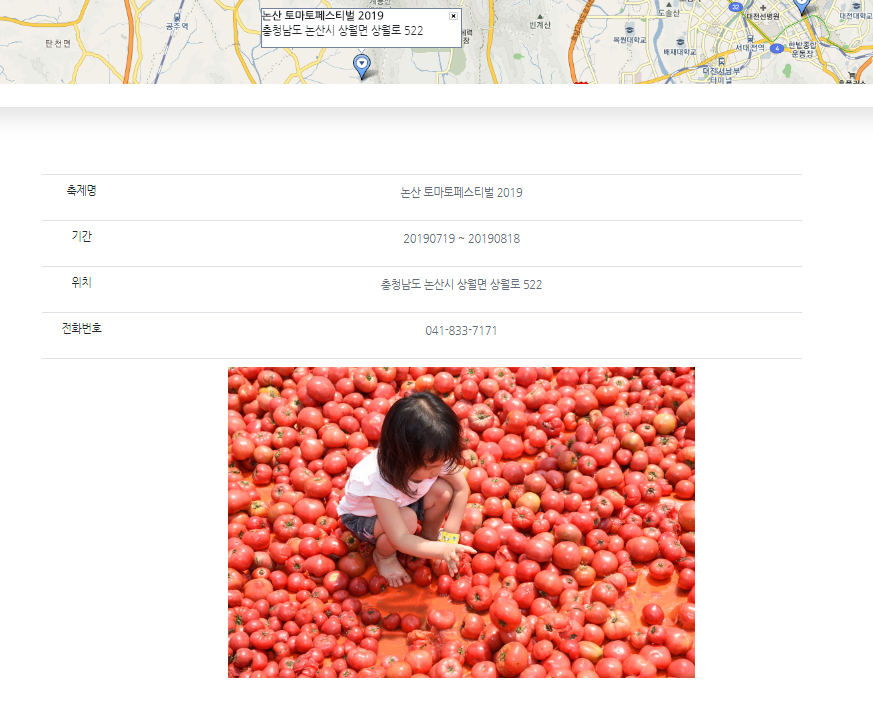 계룡산
논산 토마토페스티벌 2019
충청남도 논산시 상월면 상월로 522
공주역
탄천면
빈계산
도솔산
목원대학교
배재대학교
32
대전선병원
서대전역
4
한밭종합
운동장
대전대학교
대전서남부
터미널
축제명
논산 토마토페스티벌 2019
기간
20190719 ~ 20190818
위치
충청남도 논산시 상월면 상월로 522
전화번호
041-833-7171